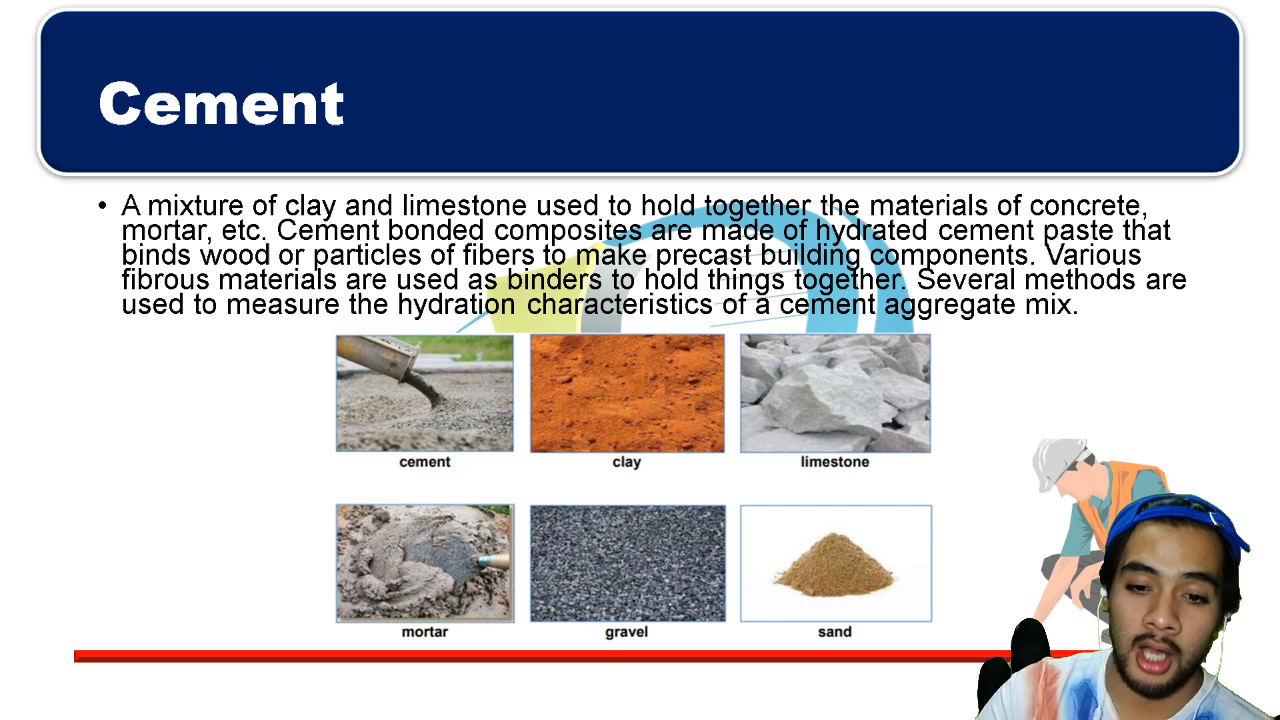 Cement
• A mixture of clay and limestone used to hold together the materials of concrete,
mortar, etc. Cement bonded composites are made of hydrated cement paste that
binds wood or particles of fibers to make precast building components. Various
fibrous materials are used as binders to hold things together. Several methods are
used to measure the hydration characteristics of a cement aggregate mix.
cement clay limestone
mortar gravel sand